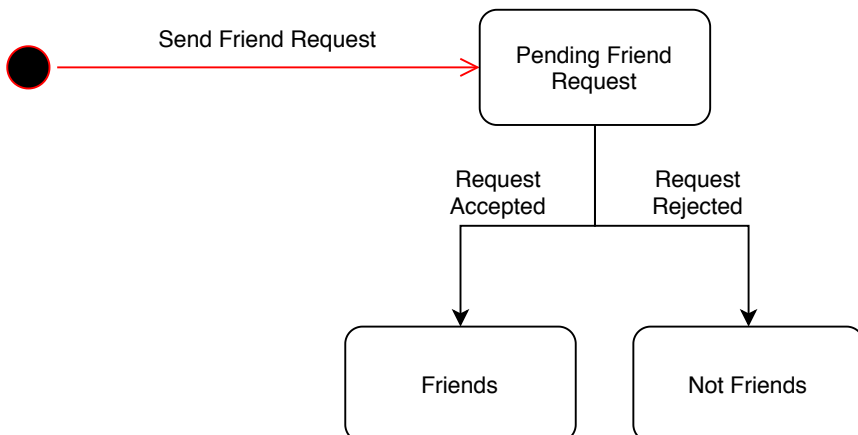 Send Friend Request
Pending Friend
Request
Request
Accepted
Request
Rejected
Friends
Not Friends